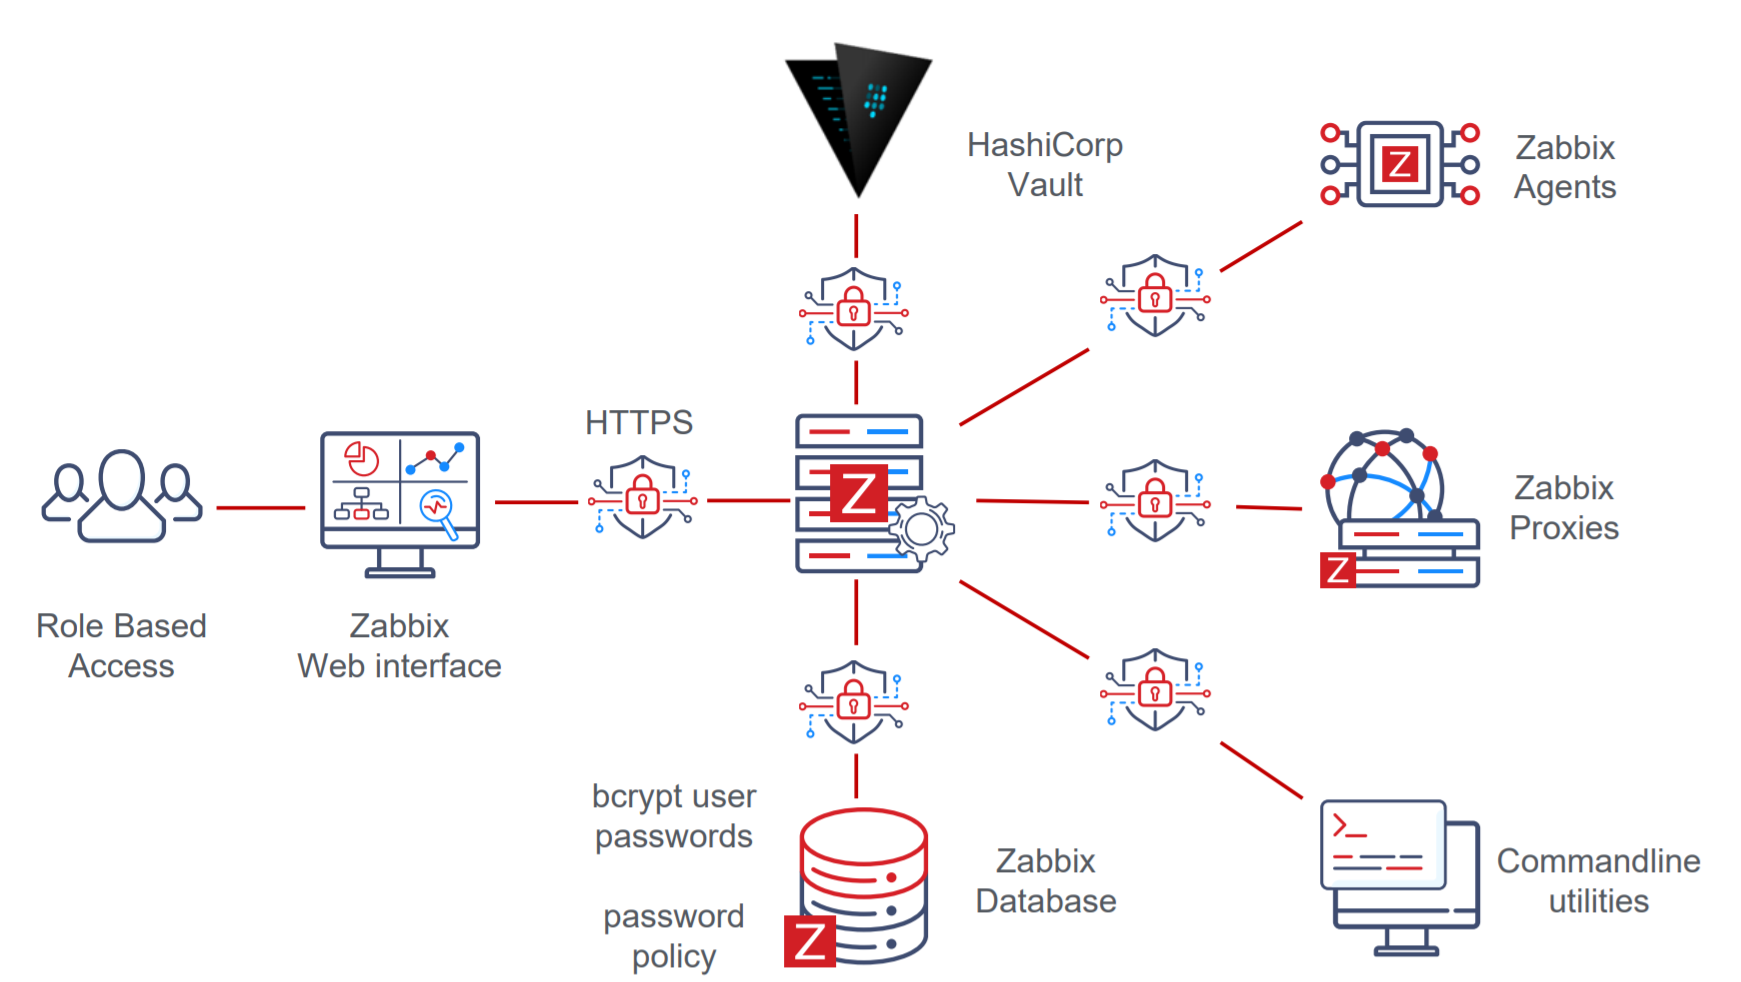 HashiCorp
Vault
Zabbix
Agents
Z
HTTPS
Z
Zabbix
Proxies
Z
Role Based
Access
Zabbix
Web interface
bcrypt user
passwords
password
policy
Z
Zabbix
Database
Commandline
utilities